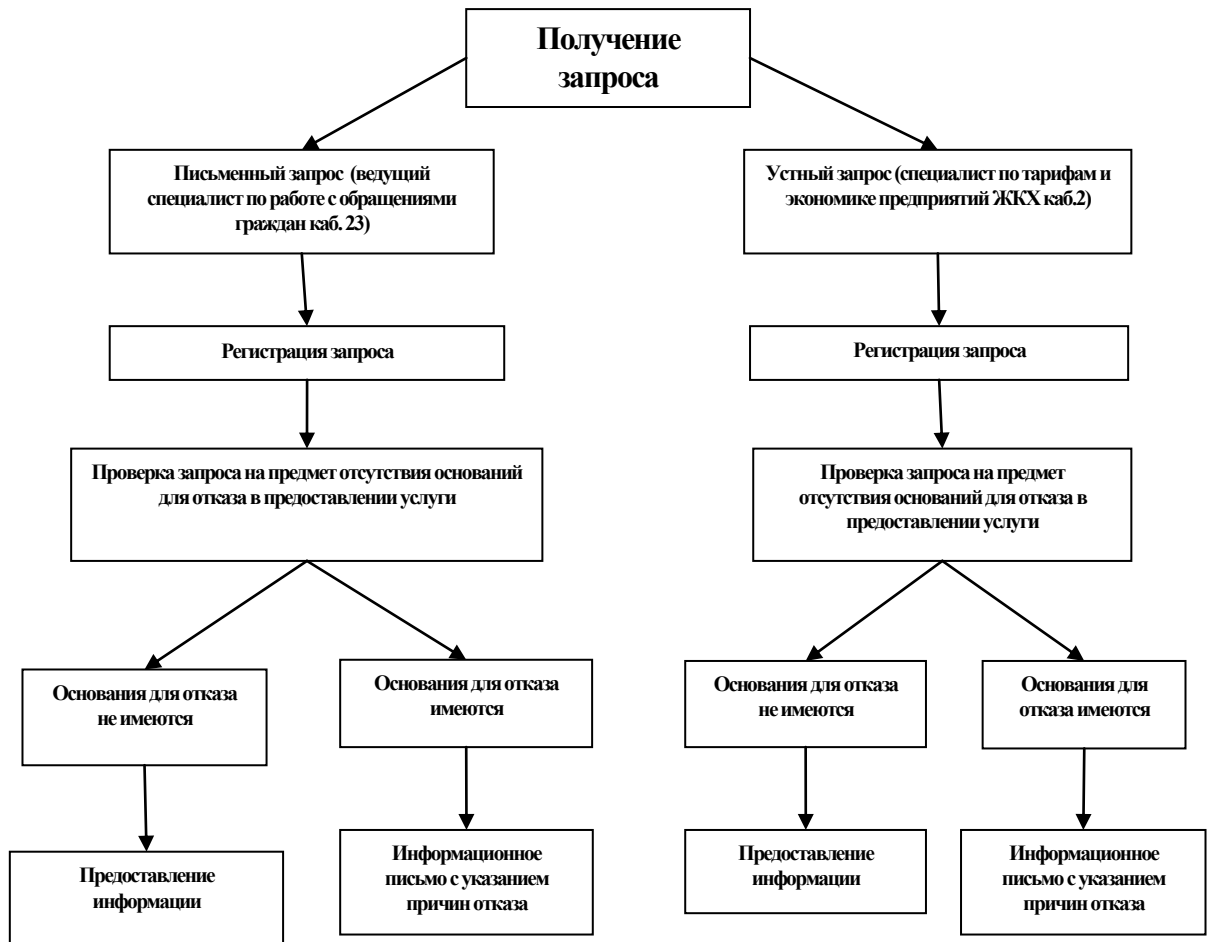 Получение
запроса
Письменный запрос (ведущий
специалист по работе с обращениями
граждан каб. 23)
Устный запрос (специалист по тарифам и
экономике предприятий ЖКХ каб.2)
Регистрация запроса
Регистрация запроса
Проверка запроса на предмет отсутствия оснований
для отказа в предоставлении услуги
Проверка запроса на предмет
отсутствия оснований для отказа в
предоставлении услуги
Основания для отказа
не имеются
Основания для отказа
имеются
Основания для отказа
не имеются
Основания для
отказа имеются
Предоставление
информации
Информационное
письмо с указанием
причин отказа
Предоставление
информации
Информационное
письмо с указанием
причин отказа